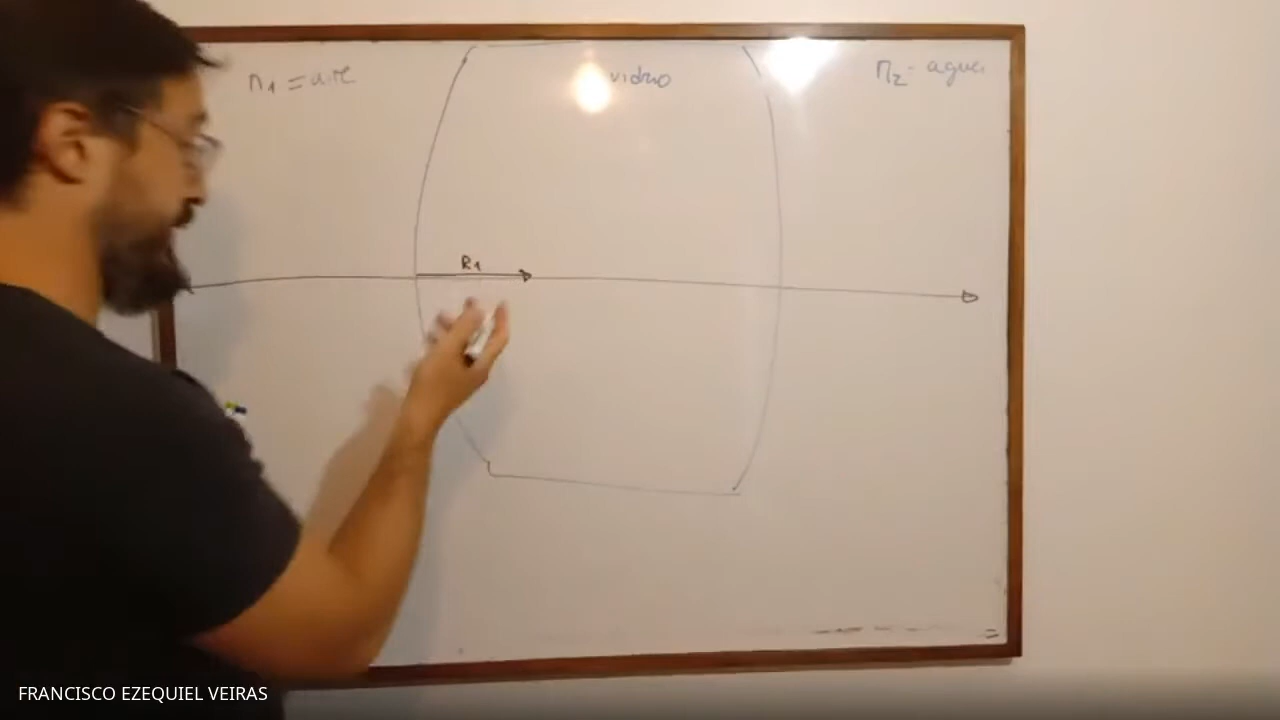 n₁ = aire
vidrio
n₂ - agua
R₁
FRANCISCO EZEQUIEL VEIRAS